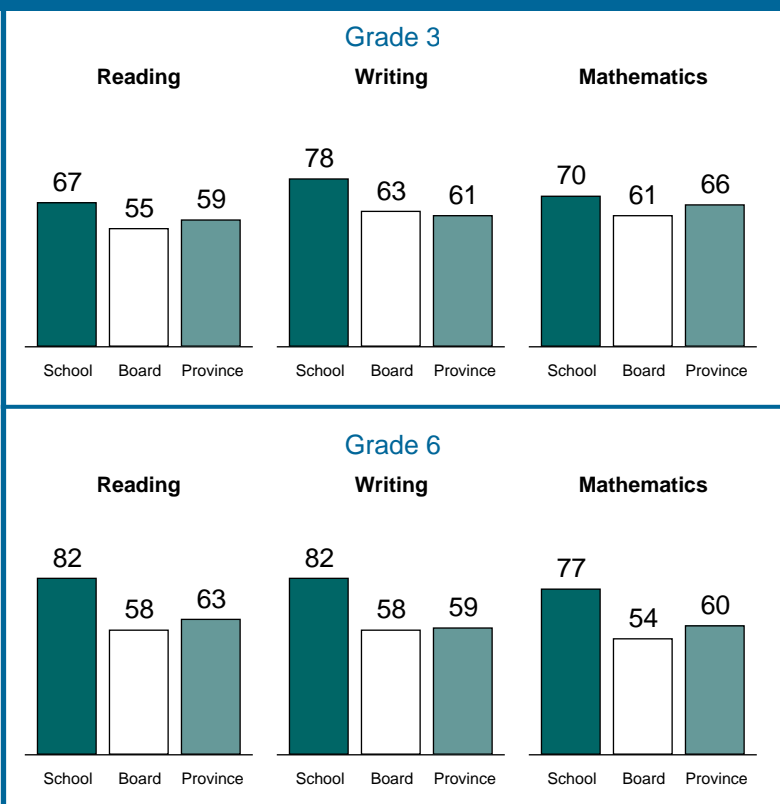 Grade 3
Reading Writing Mathematics
67 55 59 78 63 61 70 61 66
School Board Province School Board Province School Board Province
Grade 6
Reading Writing Mathematics
82 58 63 82 58 59 77 54 60
School Board Province School Board Province School Board Province